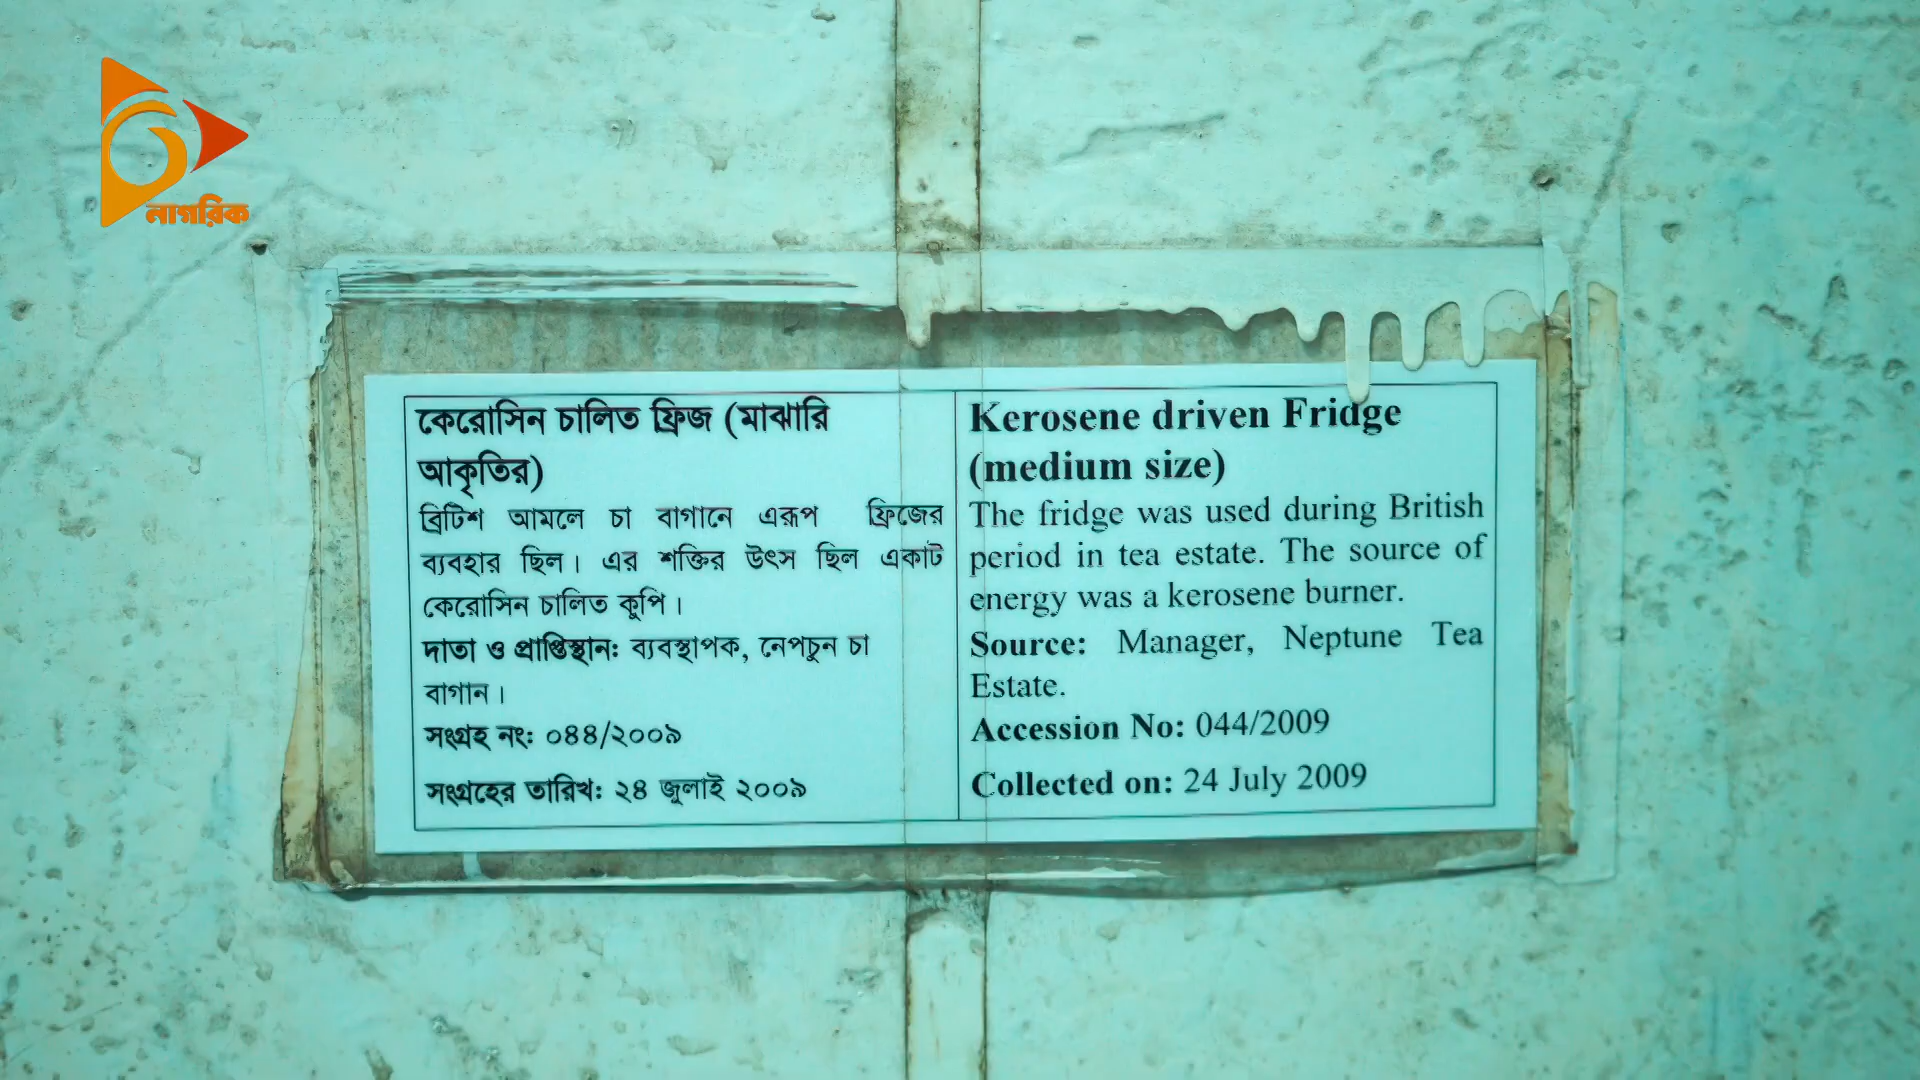 নাগরিক
কেরোসিন চালিত ফ্রিজ (মাঝারি
আকৃতির)
ব্রিটিশ আমলে চা বাগানে এরূপ ফ্রিজের
ব্যবহার ছিল। এর শক্তির উৎস ছিল একটি
কেরোসিন চালিত কুপি।
দাতা ও প্রাপ্তিস্থান: ব্যবস্থাপক, নেপচুন চা
বাগান।
সংগ্রহ নং: ০৪৪/২০০৯
সংগ্রহের তারিখ: ২৪ জুলাই ২০০৯
Kerosene driven Fridge
(medium size)
The fridge was used during British
period in tea estate. The source of
energy was a kerosene burner.
Source: Manager, Neptune Tea
Estate.
Accession No: 044/2009
Collected on: 24 July 2009